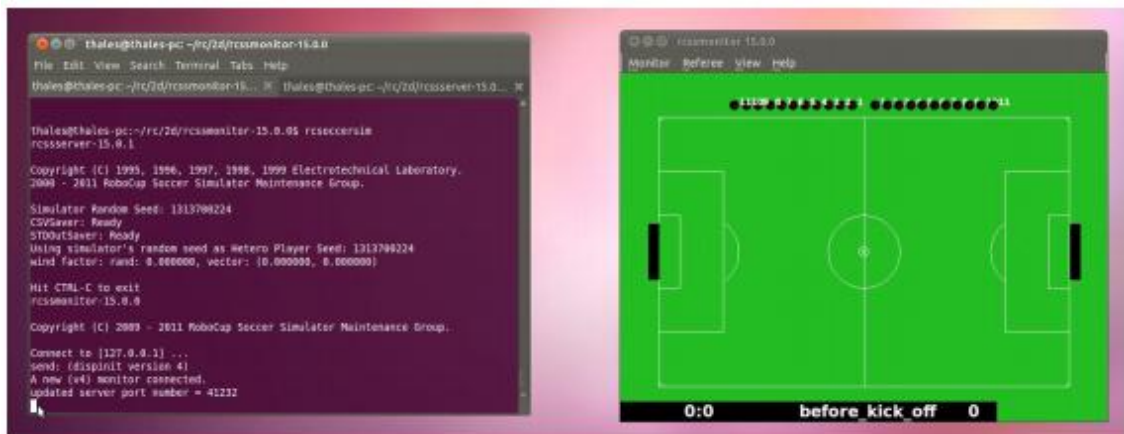 thales@thales-pc: ~/rc/2d/rcssmonitor-15.0.0
File Edit View Search Terminal Tabs Help
thales@thales-pc: ~/rc/2d/rcssmonitor-15... thales@thales-pc: ~/rc/2d/rcssserver-15.0...
thales@thales-pc:~/rc/2d/rcssmonitor-15.0.0$ rcsoccersim
rcssserver-15.0.1
Copyright (C) 1995, 1996, 1997, 1998, 1999 Electrotechnical Laboratory.
2000 - 2011 RoboCup Soccer Simulator Maintenance Group.
Simulator Random Seed: 1313700224
CSVSaver: Ready
STDOutSaver: Ready
Using simulator's random seed as Hetero Player Seed: 1313700224
wind factor: rand: 0.000000, vector: (0.000000, 0.000000)
Hit CTRL-C to exit
rcssmonitor-15.0.0
Copyright (C) 2009 - 2011 RoboCup Soccer Simulator Maintenance Group.
Connect to [127.0.0.1] ...
send: (dispinit version 4)
A new (v4) monitor connected.
updated server port number = 41232
rcssmonitor 15.0.0
Monitor Referee View Help
0:0 before_kick_off 0